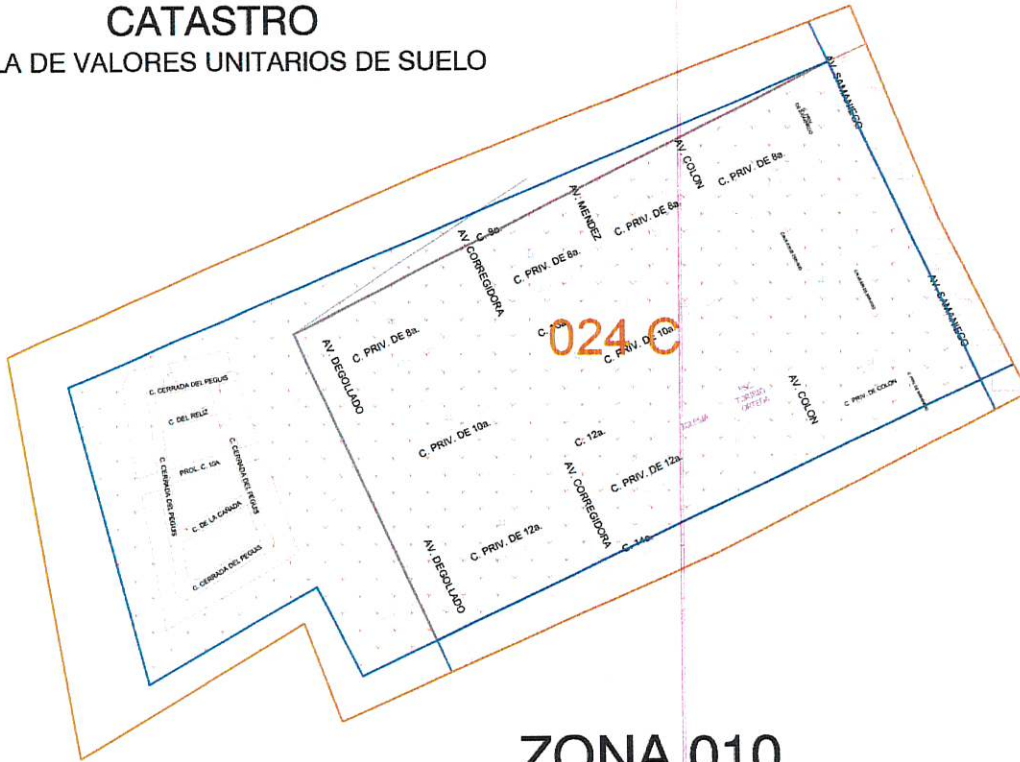 CATASTRO
LA DE VALORES UNITARIOS DE SUELO
AV. SAMANIEGO
AV. COLON
C. PRIV. DE 8a.
AV. MENDEZ
C. PRIV. DE 8a.
C. 8a.
AV. CORREGIDORA
C. PRIV. DE 8a.
AV. DEGOLLADO
C. PRIV. DE 8a.
024 C
C. PRIV. DE 10a.
AV. SAMANIEGO
C. CERRADA DEL PEGUIS
C. DEL RELIZ
PROL. C. 10A
C. CERRADA DEL PEGUIS
C. CERRADA DEL PEGUIS
C. DE LA CAÑADA
C. CERRADA DEL PEGUIS
C. PRIV. DE 10a.
C. 12a.
AV. COLON
C. PRIV. DE COLON
C. PRIV. DE 12a.
AV. CORREGIDORA
C. PRIV. DE 12a.
C. 14a.
AV. DEGOLLADO
ZONA 010